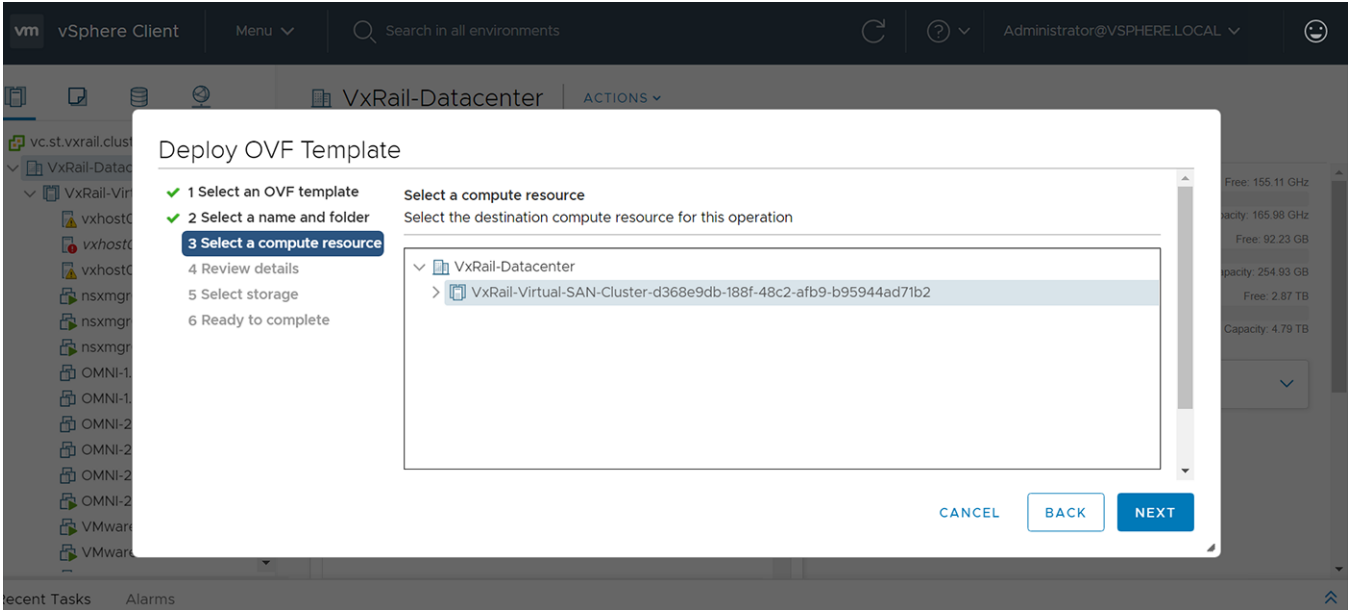 vm vSphere Client Menu Search in all environments Administrator@VSPHERE.LOCAL
VxRail-Datacenter ACTIONS
vc.st.vxrail.clust
VxRail-Datac
VxRail-Vir
vxhost
vxhost
vxhost
nsxmgr
nsxmgr
nsxmgr
OMNI-1.
OMNI-1.
OMNI-2
OMNI-2
OMNI-2
OMNI-2
VMware
VMware
Deploy OVF Template
1 Select an OVF template
2 Select a name and folder
3 Select a compute resource
4 Review details
5 Select storage
6 Ready to complete
Select a compute resource
Select the destination compute resource for this operation
VxRail-Datacenter
VxRail-Virtual-SAN-Cluster-d368e9db-188f-48c2-afb9-b95944ad71b2
CANCEL BACK NEXT
Free: 155.11 GHz
pacity: 165.98 GHz
Free: 92.23 GB
apacity: 254.93 GB
Free: 2.87 TB
Capacity: 4.79 TB
Recent Tasks Alarms